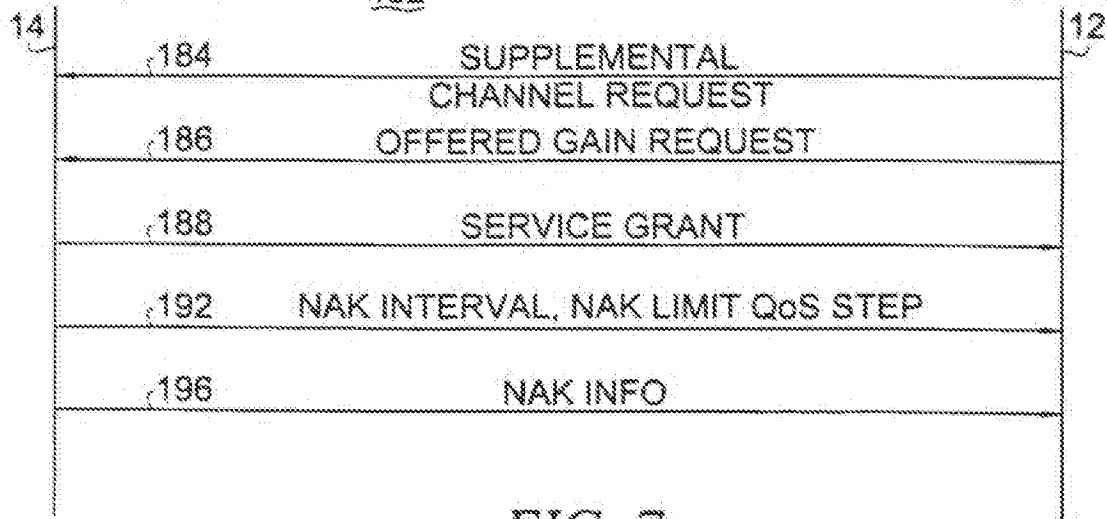 14 12
184 SUPPLEMENTAL
CHANNEL REQUEST
186 OFFERED GAIN REQUEST
188 SERVICE GRANT
192 NAK INTERVAL, NAK LIMIT QoS STEP
196 NAK INFO